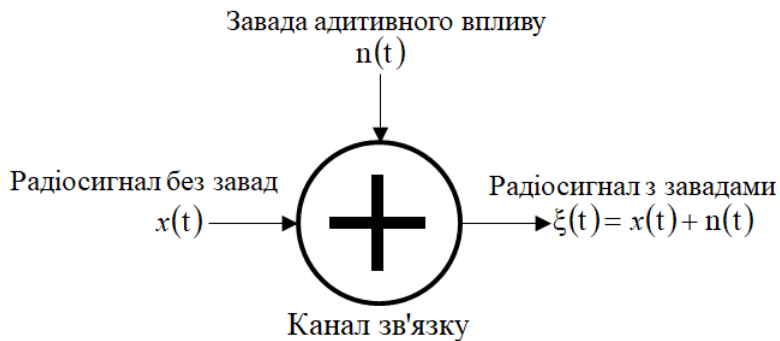 Завада адитивного впливу
n(t)
Радіосигнал без завад
x(t)
Радіосигнал з завадами
ξ(t) = x(t) + n(t)
Канал зв'язку